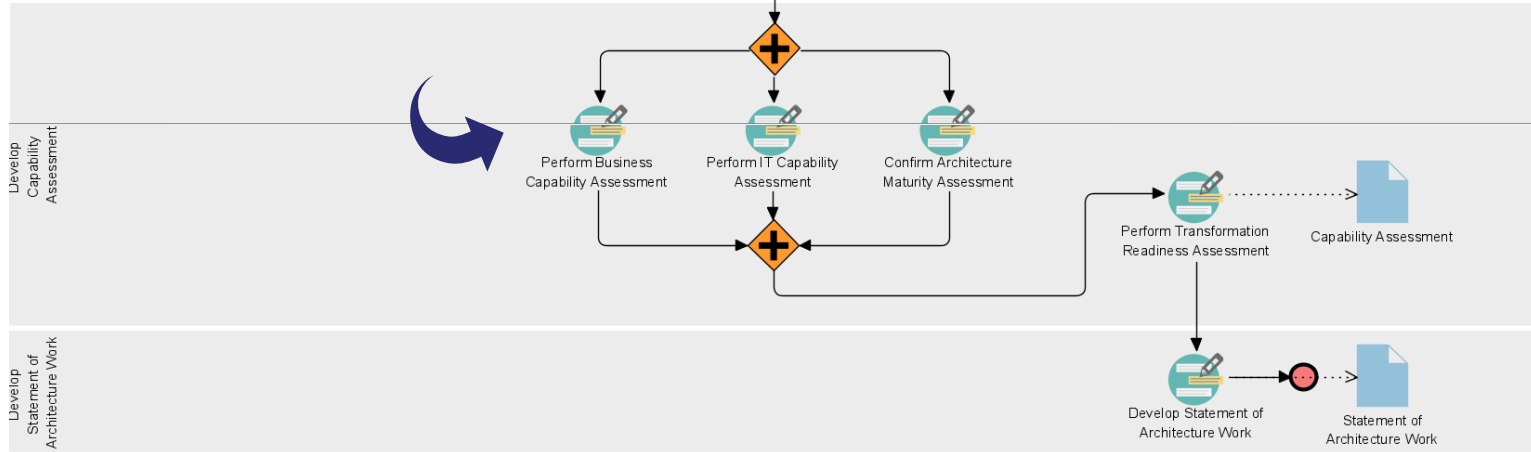 Develop
Capability
Assessment
Perform Business
Capability Assessment
Perform IT Capability
Assessment
Confirm Architecture
Maturity Assessment
Perform Transformation
Readiness Assessment
Capability Assessment
Develop
Statement of
Architecture Work
Develop Statement of
Architecture Work
Statement of
Architecture Work